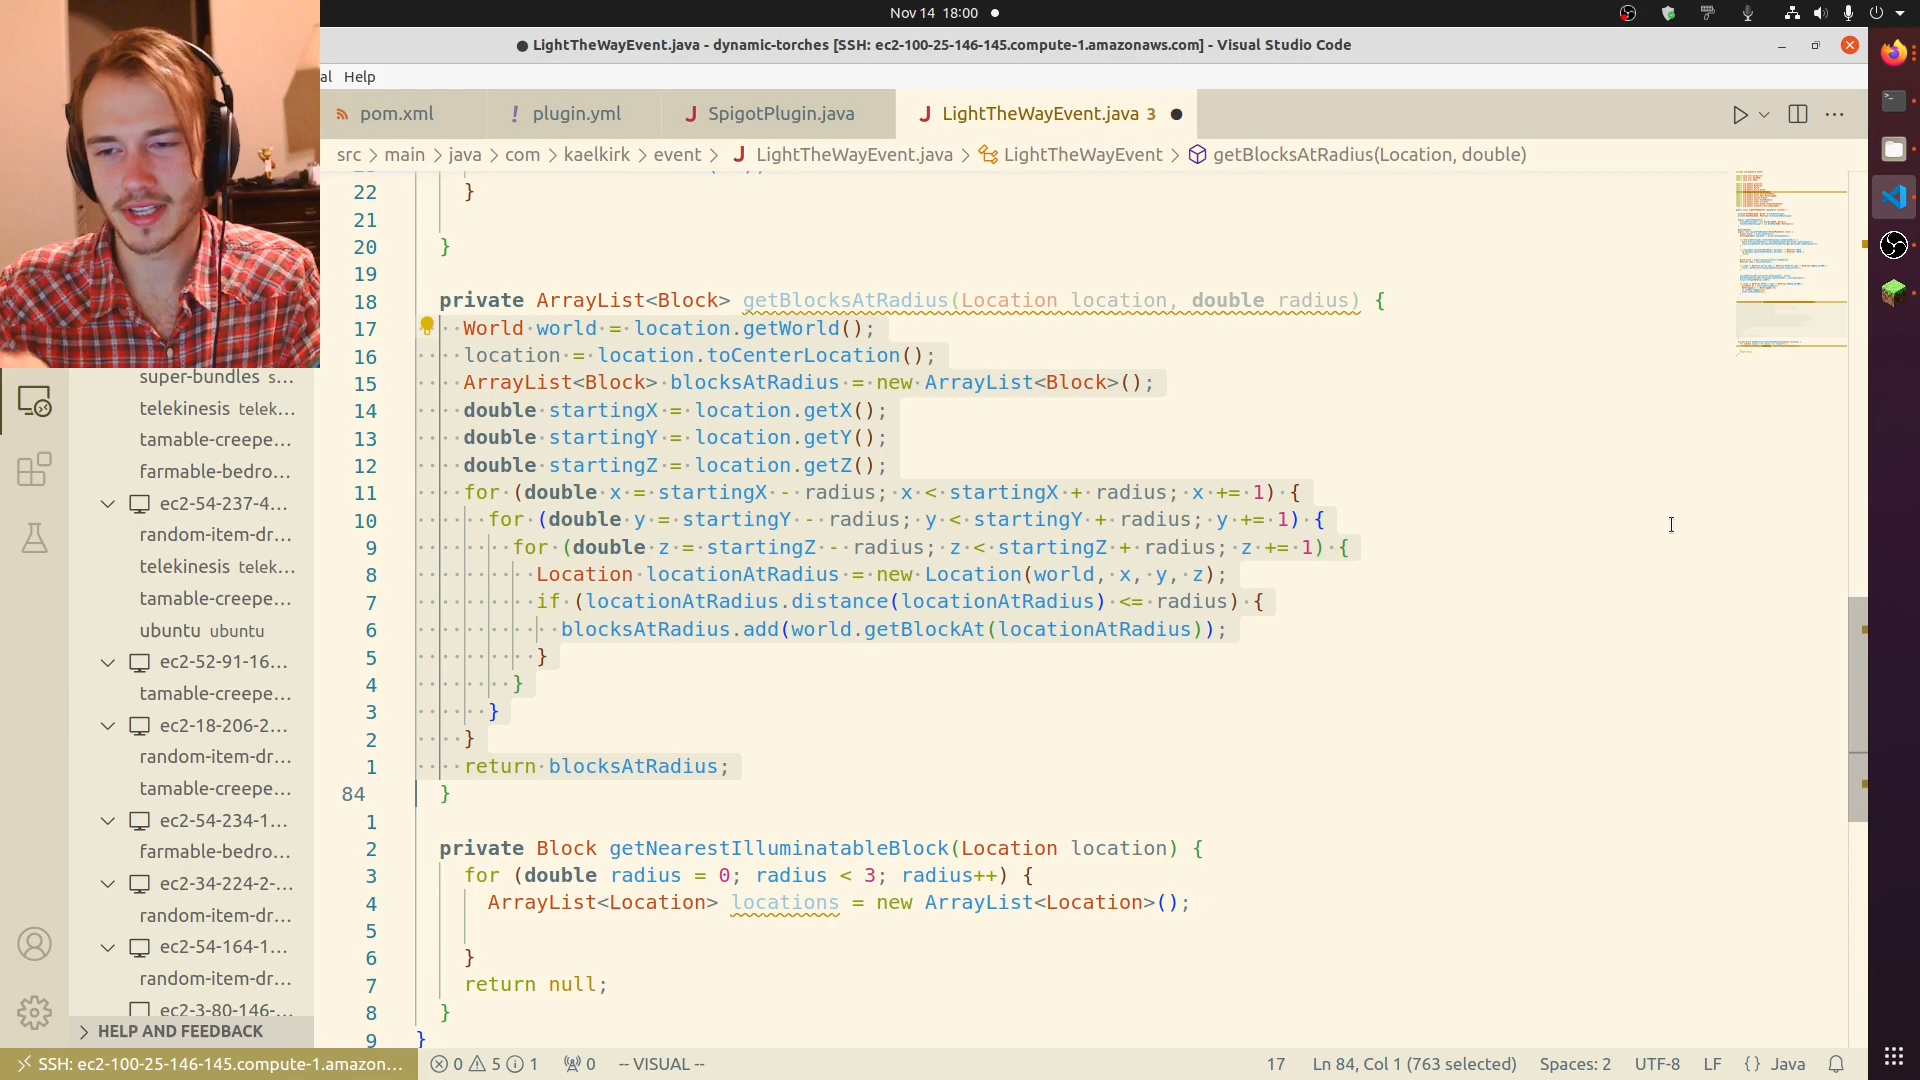 Nov 14 18:00
LightTheWayEvent.java - dynamic-torches [SSH: ec2-100-25-146-145.compute-1.amazonaws.com] - Visual Studio Code
al Help
pom.xml
! plugin.yml
J SpigotPlugin.java
J LightTheWayEvent.java 3
src > main > java > com > kaelkirk > event > J LightTheWayEvent.java > LightTheWayEvent > getBlocksAtRadius(Location, double)
22 }
21
20 }
19
18 private ArrayList<Block> getBlocksAtRadius(Location location, double radius) {
17 World world = location.getWorld();
16 location = location.toCenterLocation();
15 ArrayList<Block> blocksAtRadius = new ArrayList<Block>();
14 double startingX = location.getX();
13 double startingY = location.getY();
12 double startingZ = location.getZ();
11 for (double x = startingX - radius; x < startingX + radius; x += 1) {
10 for (double y = startingY - radius; y < startingY + radius; y += 1) {
9 for (double z = startingZ - radius; z < startingZ + radius; z += 1) {
8 Location locationAtRadius = new Location(world, x, y, z);
7 if (locationAtRadius.distance(locationAtRadius) <= radius) {
6 blocksAtRadius.add(world.getBlockAt(locationAtRadius));
5 }
4 }
3 }
2 }
1 return blocksAtRadius;
84 }
1
2 private Block getNearestIlluminatableBlock(Location location) {
3 for (double radius = 0; radius < 3; radius++) {
4 ArrayList<Location> locations = new ArrayList<Location>();
5
6 }
7 return null;
8 }
9 }
super-bundles s...
telekinesis telek...
tamable-creepe...
farmable-bedro...
ec2-54-237-4...
random-item-dr...
telekinesis telek...
tamable-creepe...
ubuntu ubuntu
ec2-52-91-16...
tamable-creepe...
ec2-18-206-2...
random-item-dr...
tamable-creepe...
ec2-54-234-1...
farmable-bedro...
ec2-34-224-2-...
random-item-dr...
ec2-54-164-1...
random-item-dr...
ec2-3-80-146-...
HELP AND FEEDBACK
SSH: ec2-100-25-146-145.compute-1.amazon... 0 5 1 0 -- VISUAL -- 17 Ln 84, Col 1 (763 selected) Spaces: 2 UTF-8 LF {} Java